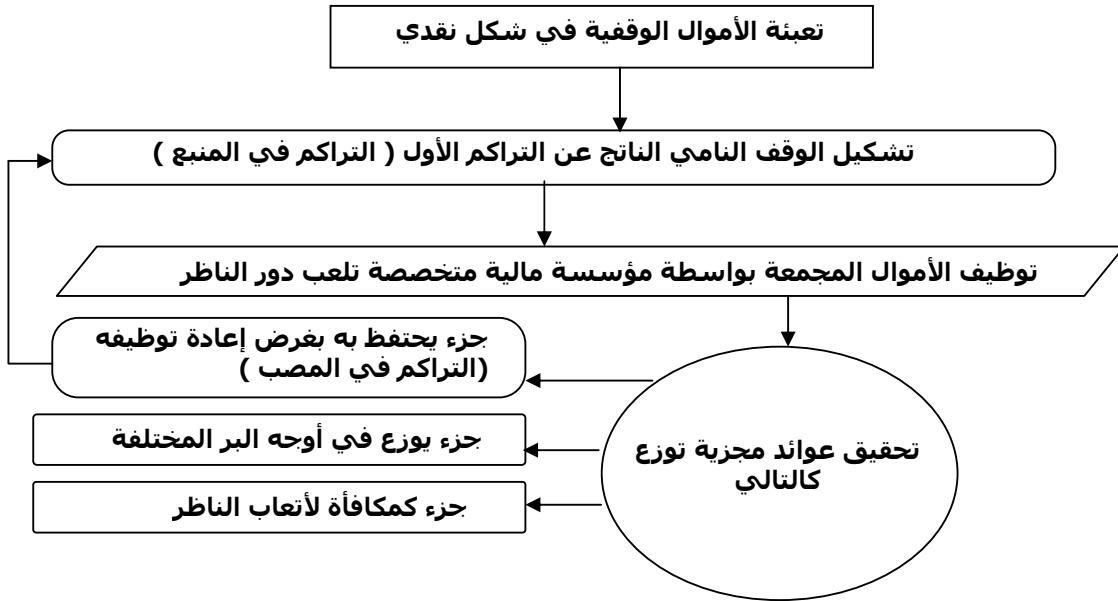 تعبئة الأموال الوقفية في شكل نقدي
تشكيل الوقف النامي الناتج عن التراكم الأول ( التراكم في المنبع )
توظيف الأموال المجمعة بواسطة مؤسسة مالية متخصصة تلعب دور الناظر
جزء يحتفظ به بغرض إعادة توظيفه
(التراكم في المصب )
تحقيق عوائد مجزية توزع
كالتالي
جزء يوزع في أوجه البر المختلفة
جزء كمكافأة لأتعاب الناظر